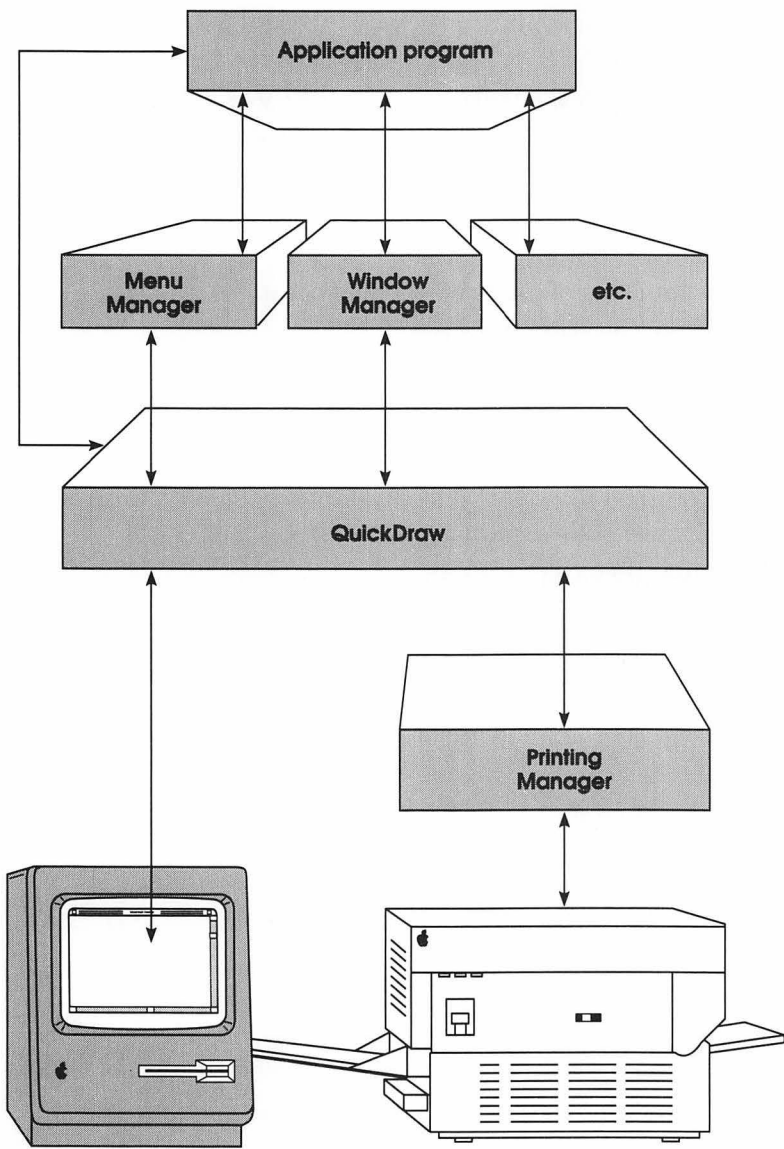 Application program
Menu
Manager
Window
Manager
etc.
QuickDraw
Printing
Manager